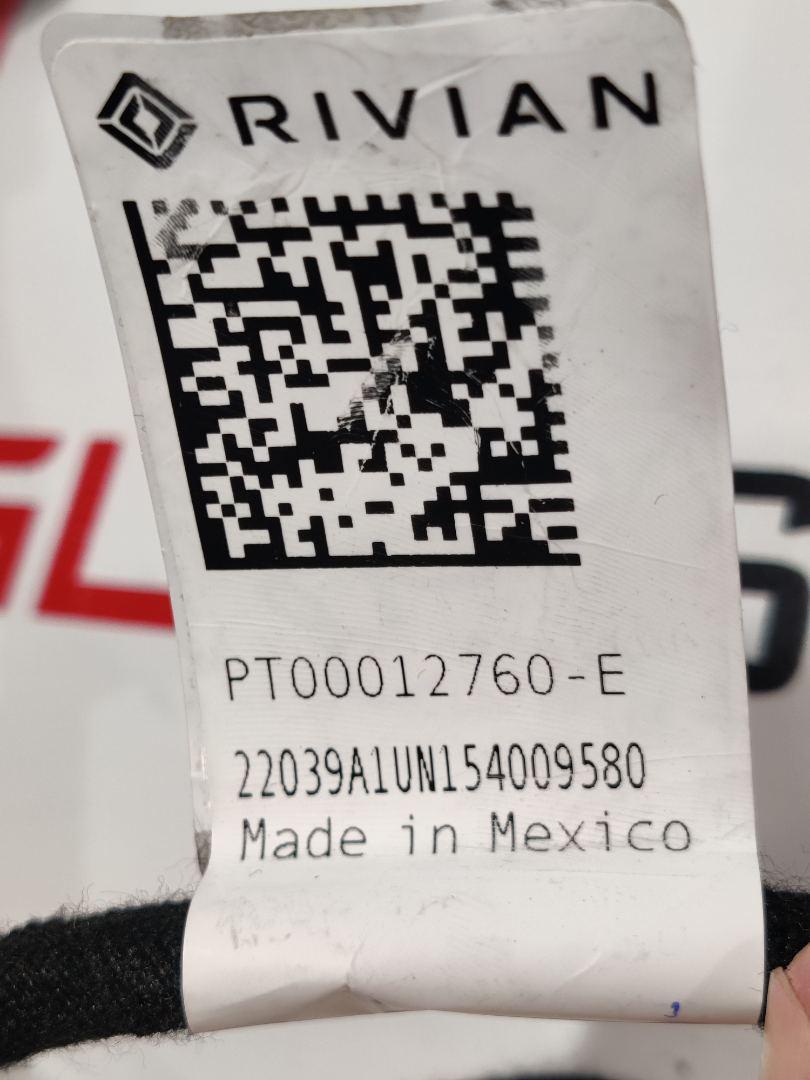 RIVIAN
PT00012760-E
22039A1UN154009580
Made in Mexico